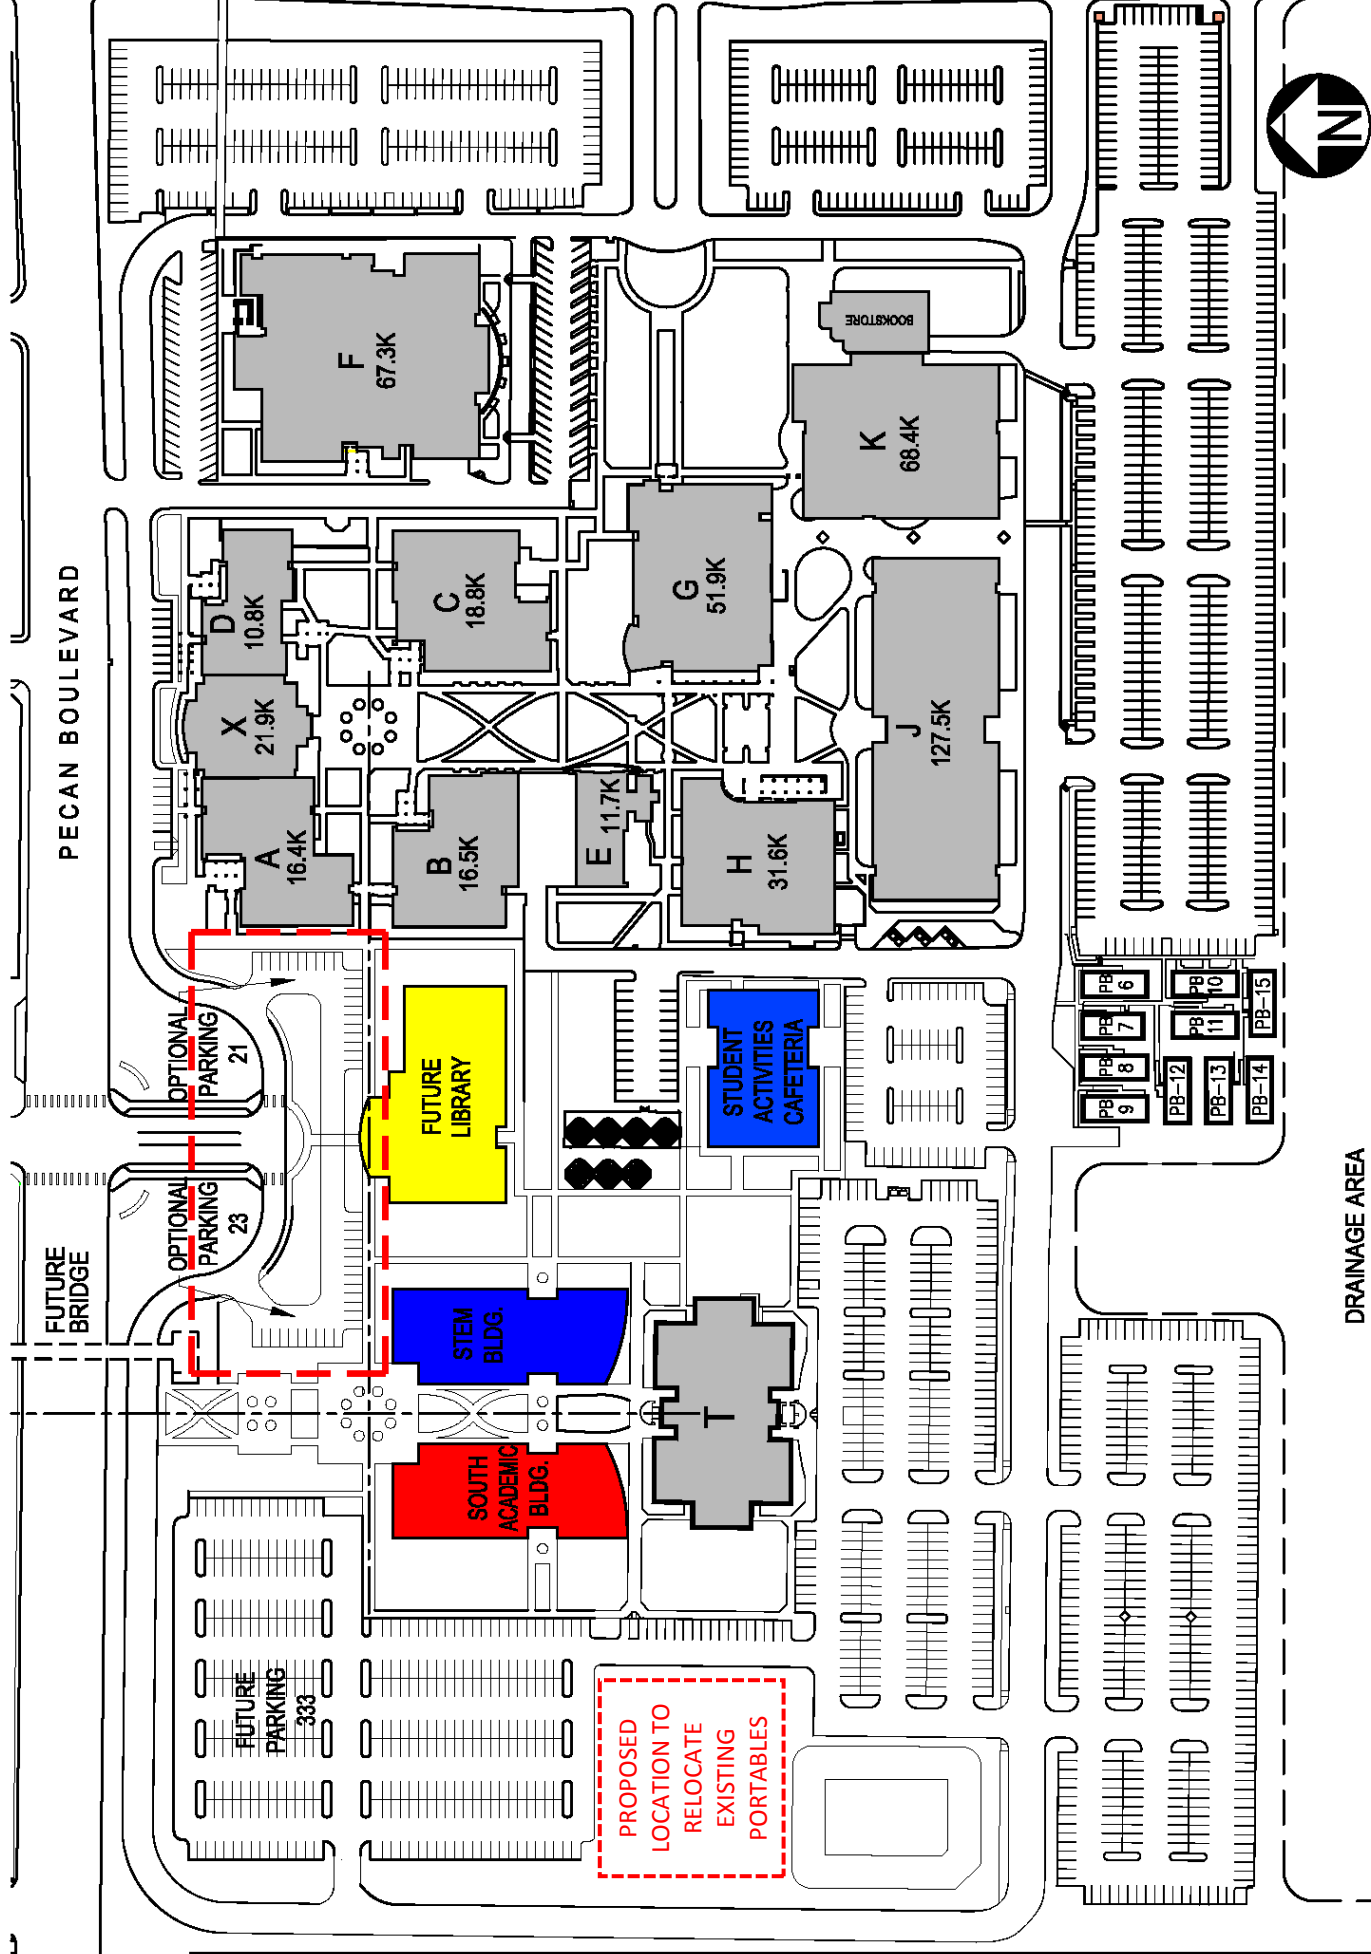 PECAN BOULEVARD
FUTURE
BRIDGE
OPTIONAL
PARKING
23
OPTIONAL
PARKING
21
A
16.4K
X
21.9K
D
10.8K
F
67.3K
FUTURE
PARKING
333
SOUTH
ACADEMIC
BLDG.
STEM
BLDG.
FUTURE
LIBRARY
B
16.5K
C
18.8K
E 11.7K
PROPOSED
LOCATION TO
RELOCATE
EXISTING
PORTABLES
T
STUDENT
ACTIVITIES
CAFETERIA
H
31.6K
G
51.9K
J
127.5K
K
68.4K
BOOKSTORE
PB
9
PB
8
PB
7
PB
6
PB-12
PB
11
PB
10
PB-13
PB-14
PB-15
DRAINAGE AREA
N